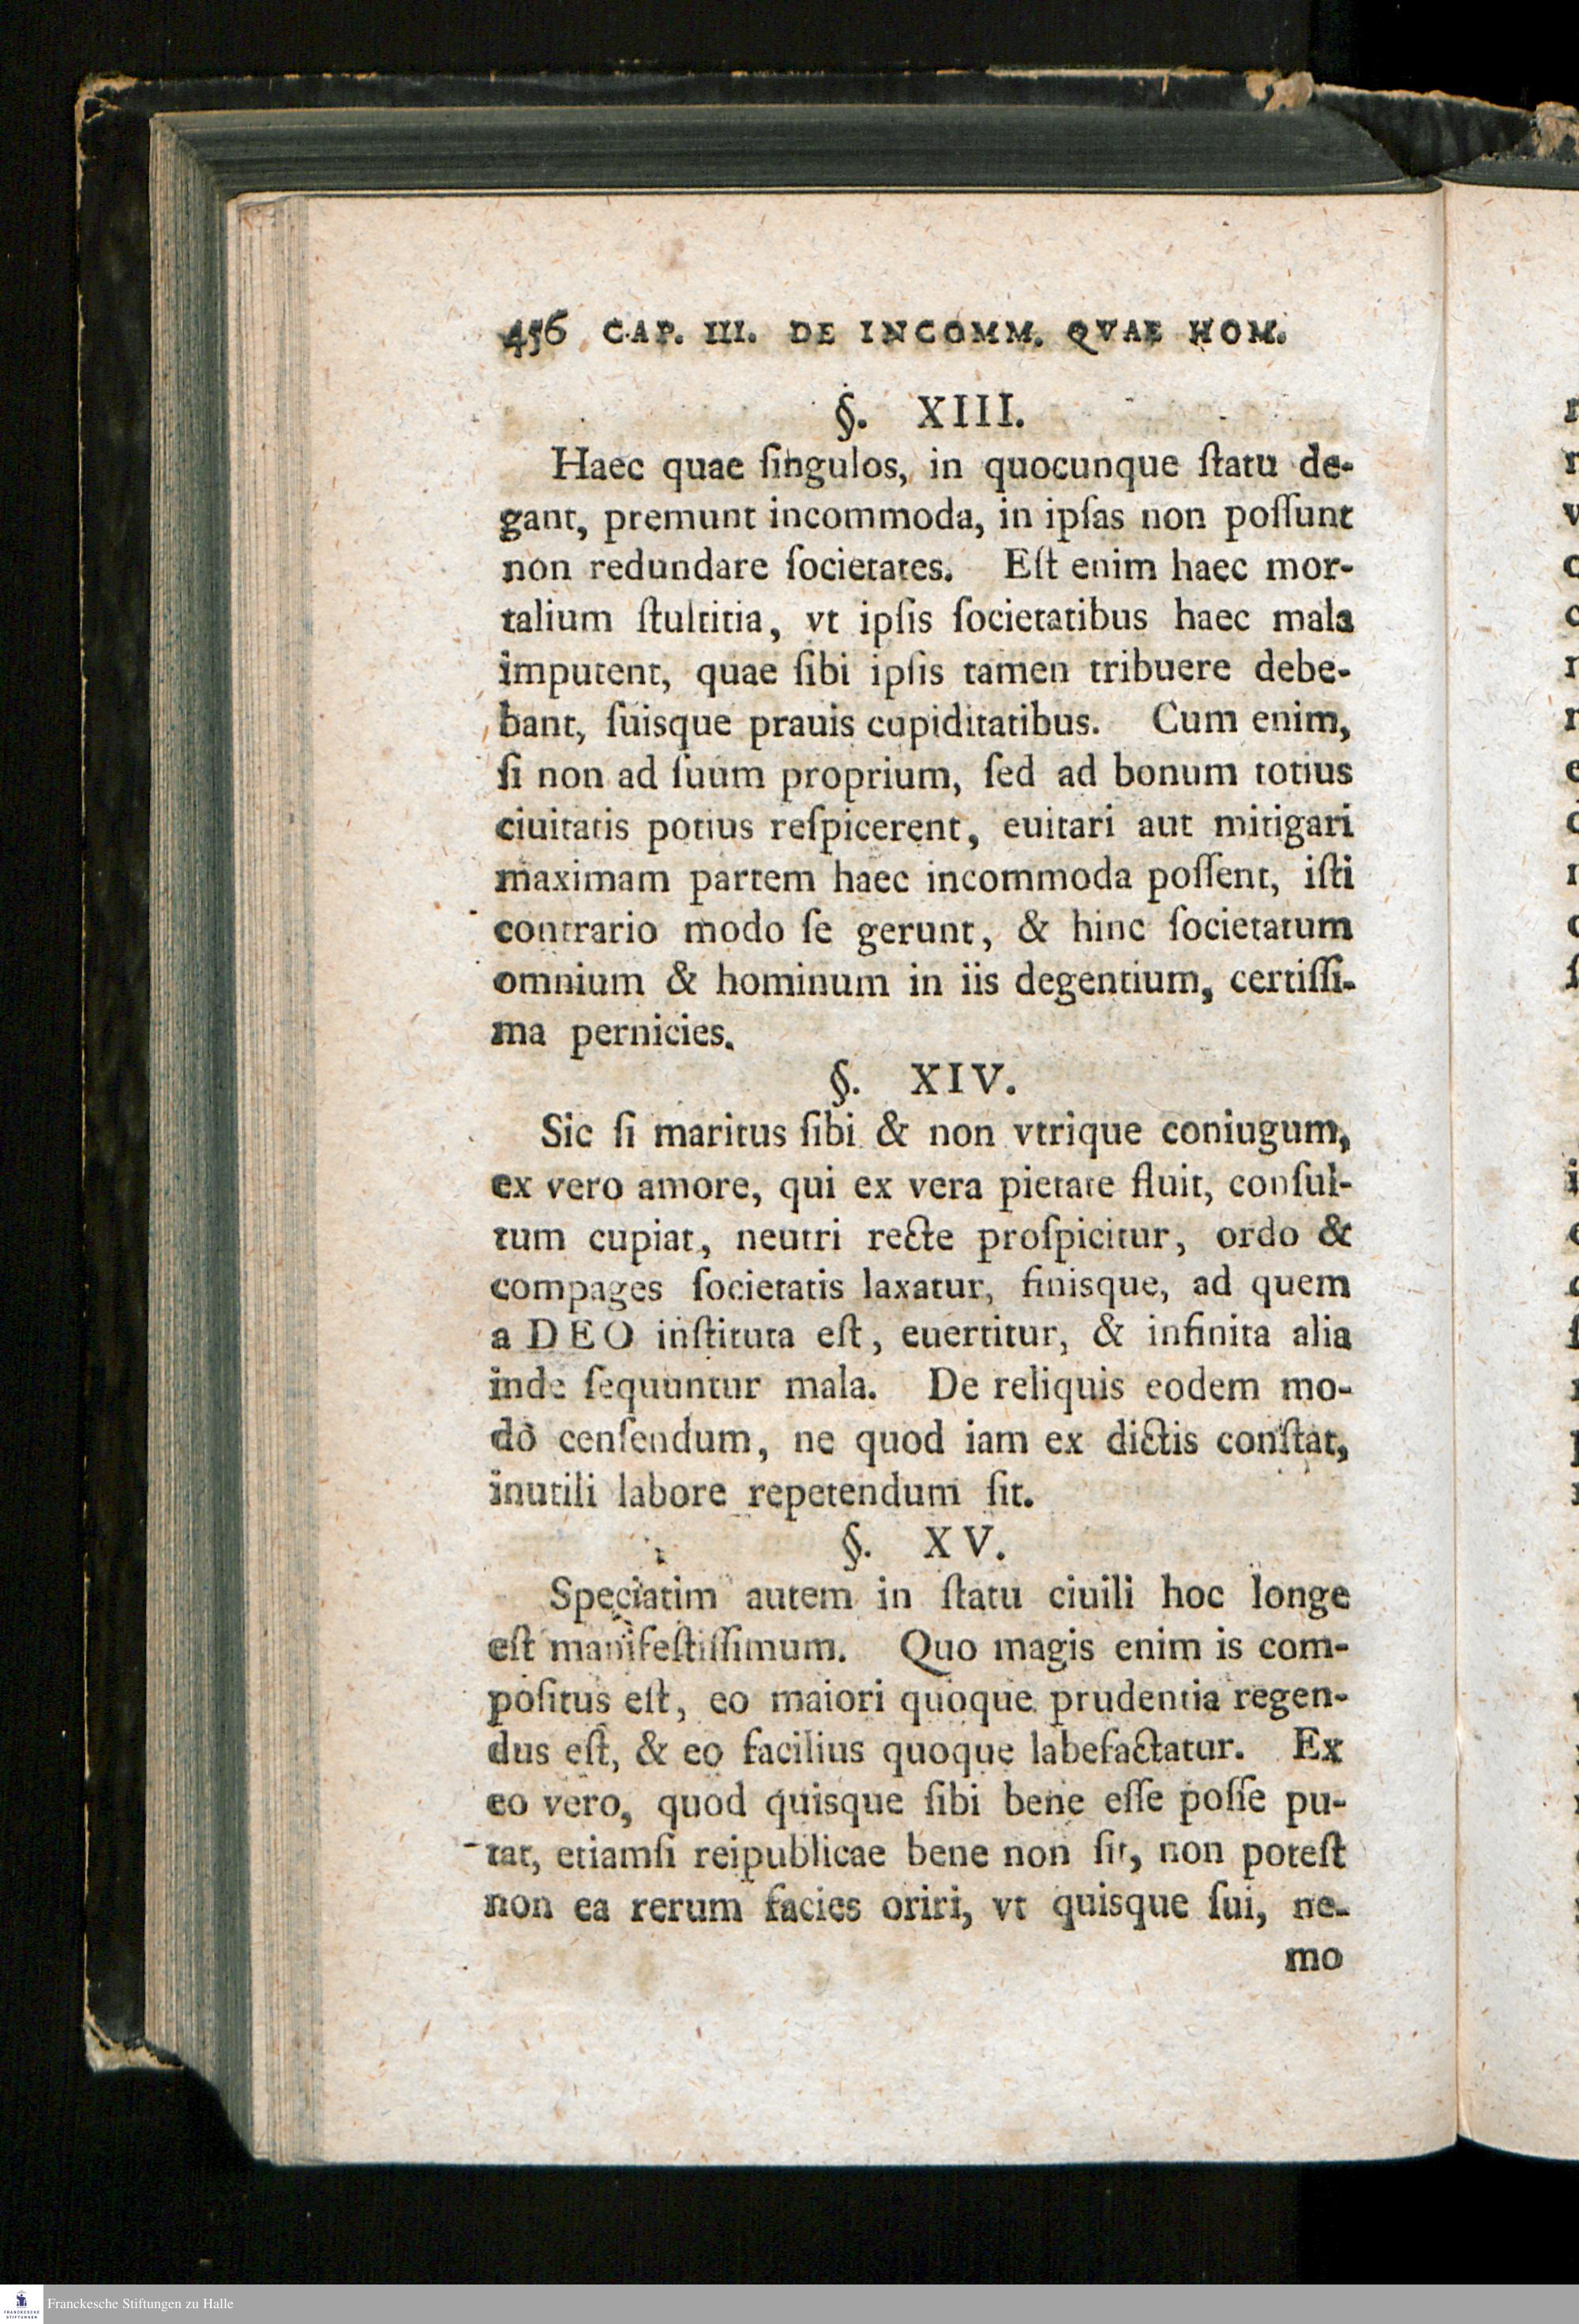 456 CAP. III. DE INCOMM. QVAE HOM.
§. XIII.
Haec quae ſingulos, in quocunque ſtatu de-
gant, premunt incommoda, in ipſas non poſſunt
non redundare ſocietates. Eſt enim haec mor-
talium ſtultitia, vt ipſis ſocietatibus haec mala
imputent, quae ſibi ipſis tamen tribuere debe-
bant, ſuisque prauis cupiditatibus. Cum enim,
ſi non ad ſuum proprium, ſed ad bonum totius
ciuitatis potius reſpicerent, euitari aut mitigari
maximam partem haec incommoda poſſent, iſti
contrario modo ſe gerunt, & hinc ſocietatum
omnium & hominum in iis degentium, certiſſi-
ma pernicies.
§. XIV.
Sic ſi maritus ſibi & non vtrique coniugum,
ex vero amore, qui ex vera pietate fluit, conſul-
tum cupiat, neutri recte proſpicitur, ordo &
compages ſocietatis laxatur, finisque, ad quem
a DEO inſtituta eſt, euertitur, & infinita alia
inde ſequuntur mala. De reliquis eodem mo-
do cenſendum, ne quod iam ex dictis conſtat,
inutili labore repetendum ſit.
§. XV.
Speciatim autem in ſtatu ciuili hoc longe
eſt manifeſtiſſimum. Quo magis enim is com-
poſitus eſt, eo maiori quoque prudentia regen-
dus eſt, & eo facilius quoque labefactatur. Ex
eo vero, quod quisque ſibi bene eſſe poſſe pu-
tat, etiamſi reipublicae bene non ſit, non poteſt
non ea rerum facies oriri, vt quisque ſui, ne-
mo
FRANCKESCHE
STIFTUNGEN
Franckesche Stiftungen zu Halle